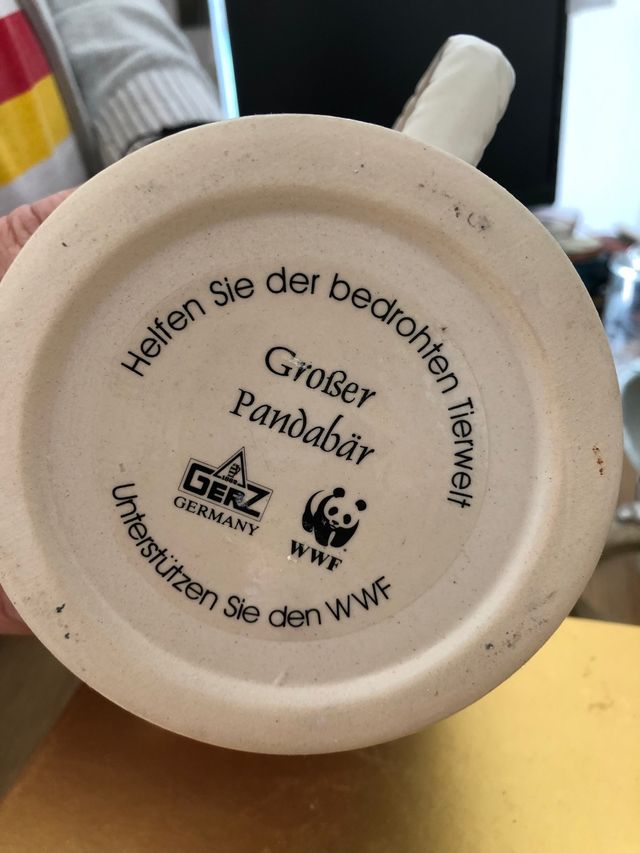 Helfen Sie der bedrohten Tierwelt
Großer
Pandabär
GERZ
GERMANY
WWF
Unterstützen Sie den WWF